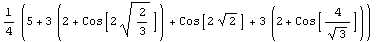 1/4 (5 + 3 (2 + Cos[2 √(2/3)]) + Cos[2 √2] + 3 (2 + Cos[4/√3]))